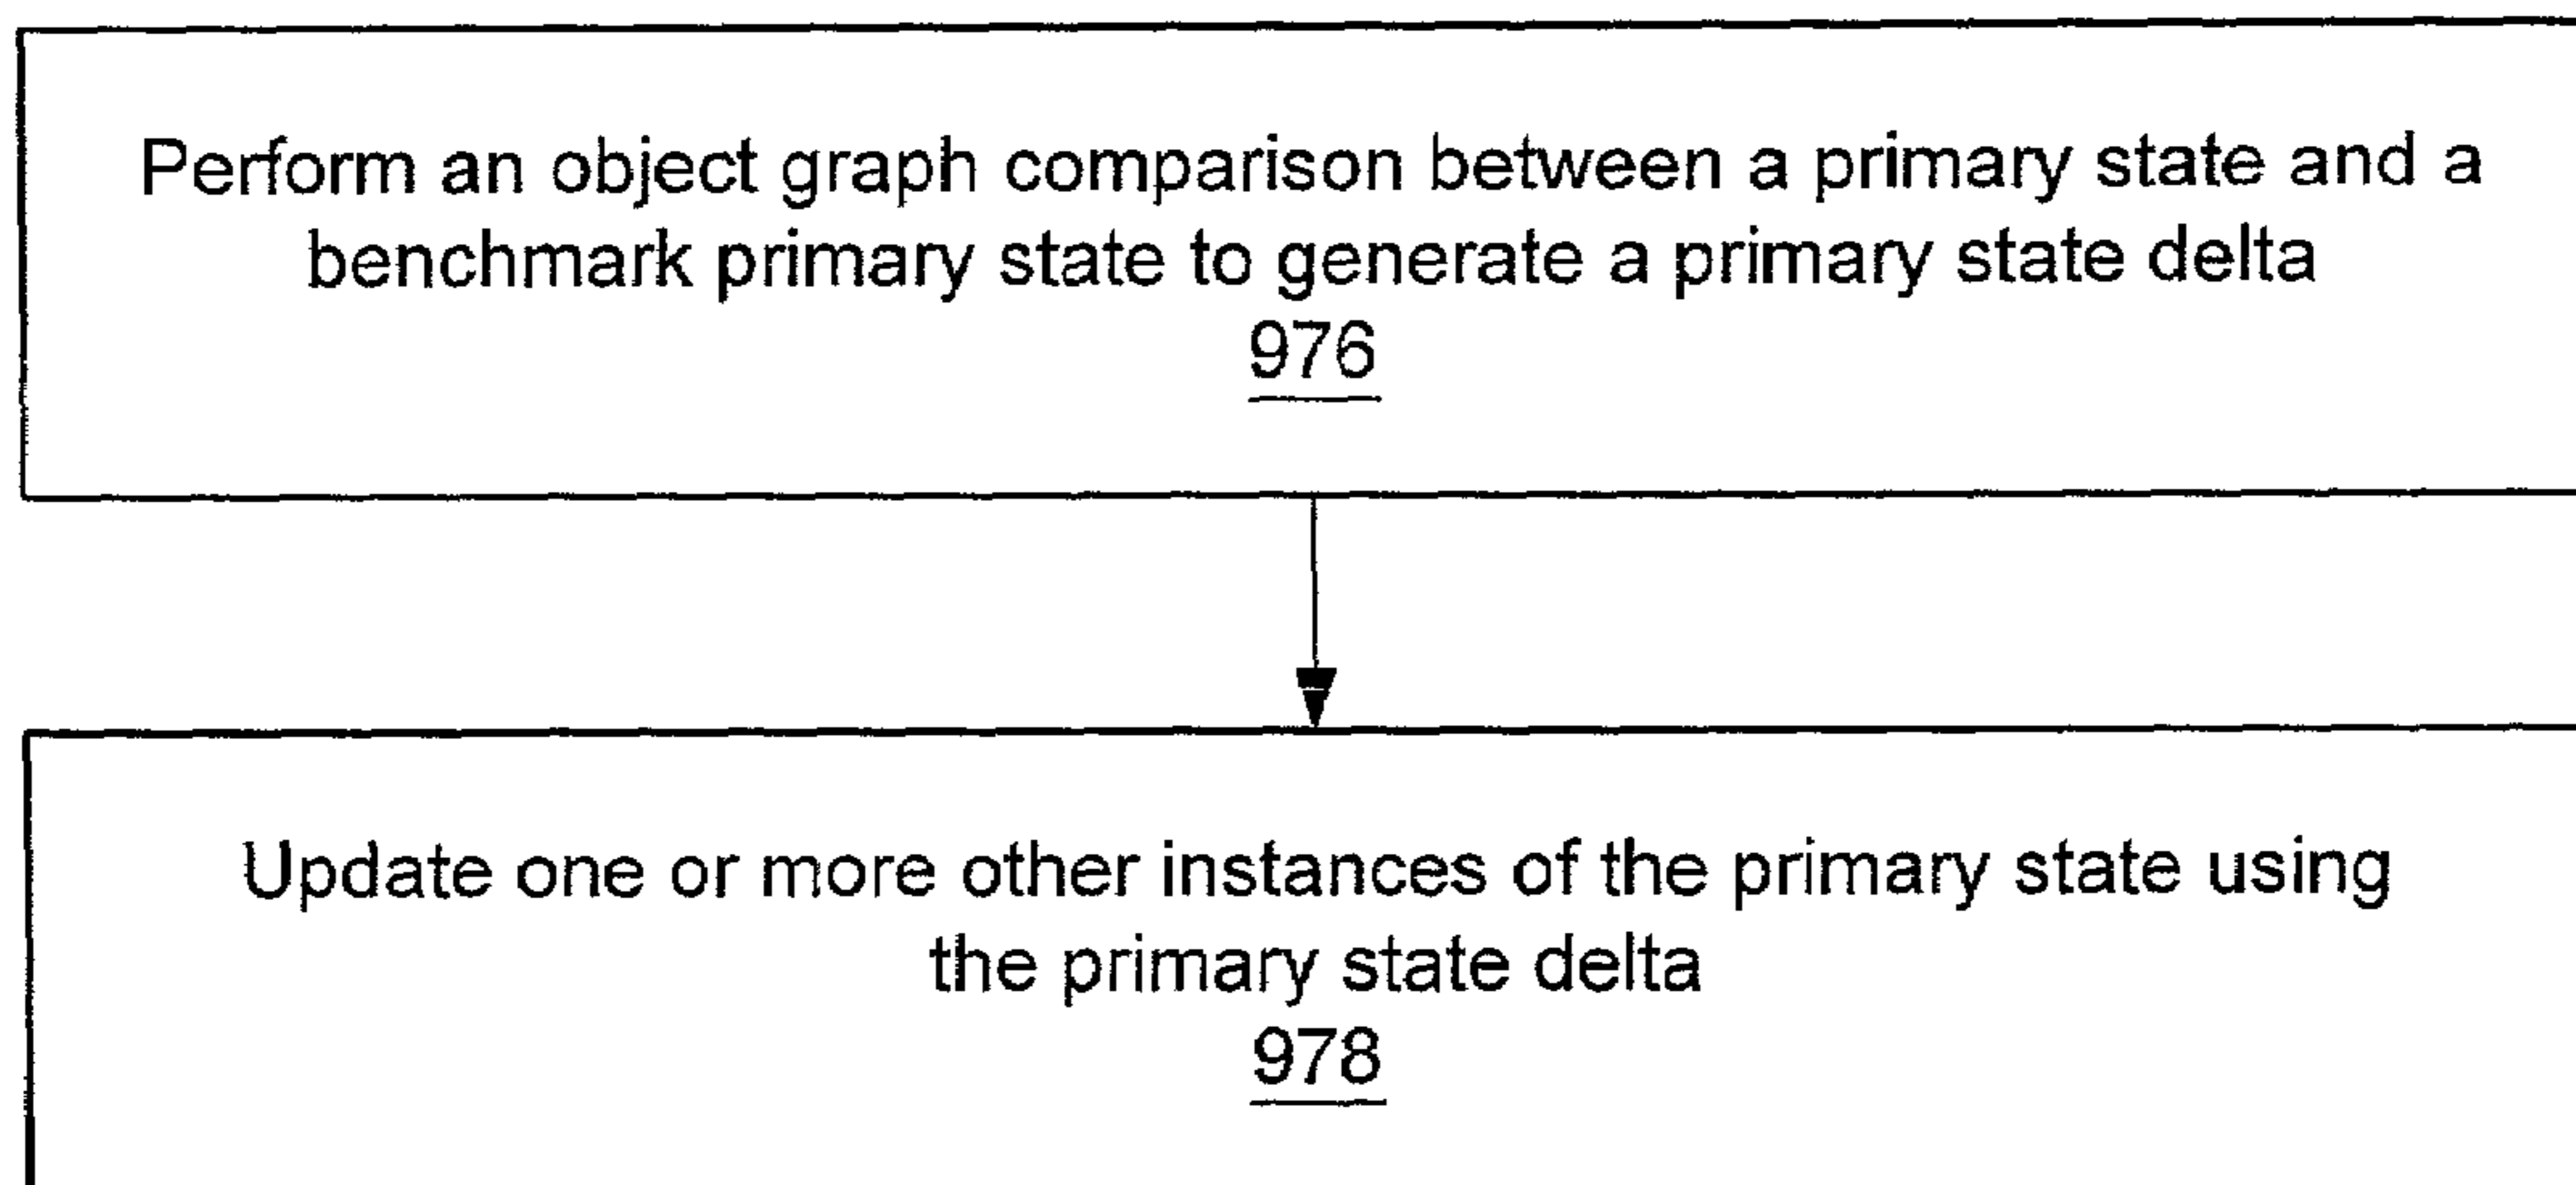 Perform an object graph comparison between a primary state and a
benchmark primary state to generate a primary state delta
976
Update one or more other instances of the primary state using
the primary state delta
978